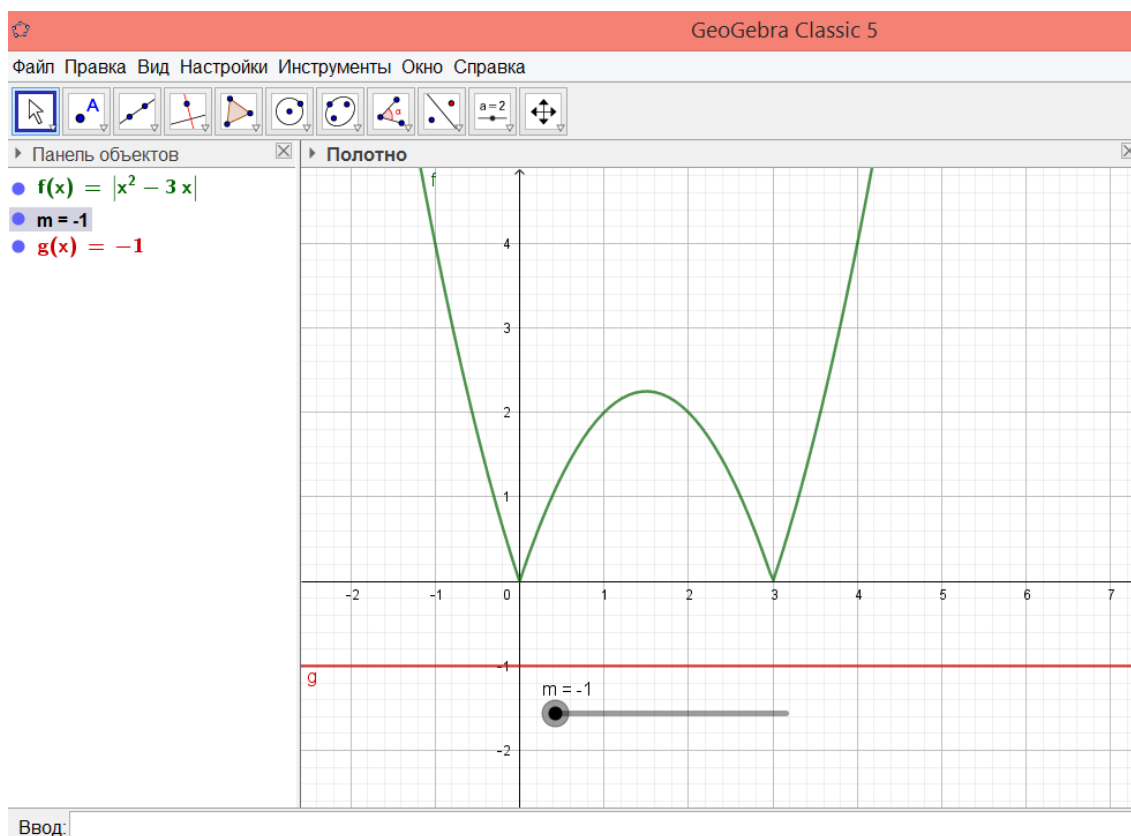 GeoGebra Classic 5
Файл Правка Вид Настройки Инструменты Окно Справка
A
α
a = 2
Панель объектов
Полотно
f(x) = |x² − 3 x|
m = -1
g(x) = −1
f
4
3
2
1
-2 -1 0 1 2 3 4 5 6 7
-1
g
m = -1
-2
Ввод: